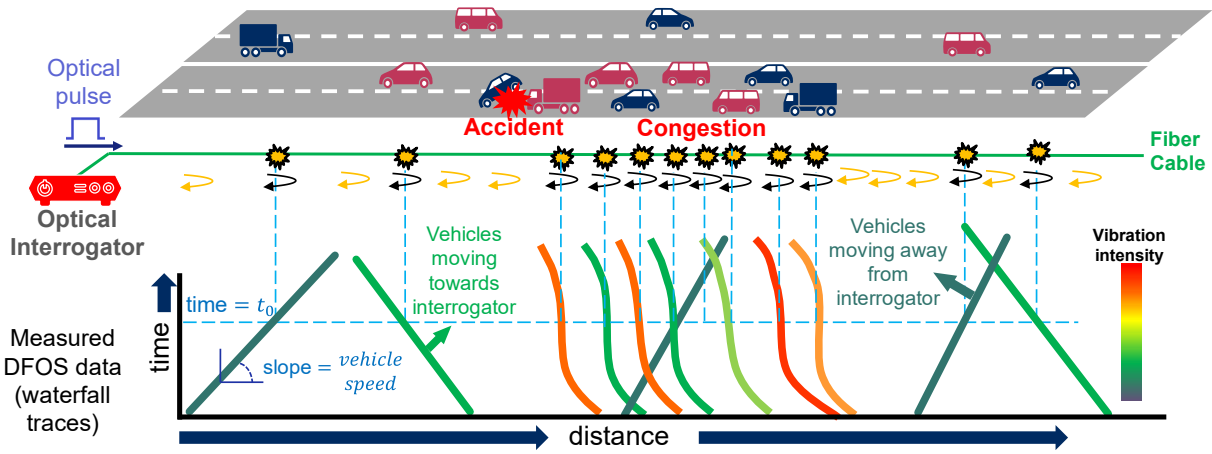 Optical
pulse
Accident
Congestion
Fiber
Cable
Optical
Interrogator
Vehicles
moving
towards
interrogator
Vehicles
moving away
from
interrogator
Vibration
intensity
time = t₀
time
slope = vehicle
speed
Measured
DFOS data
(waterfall
traces)
distance